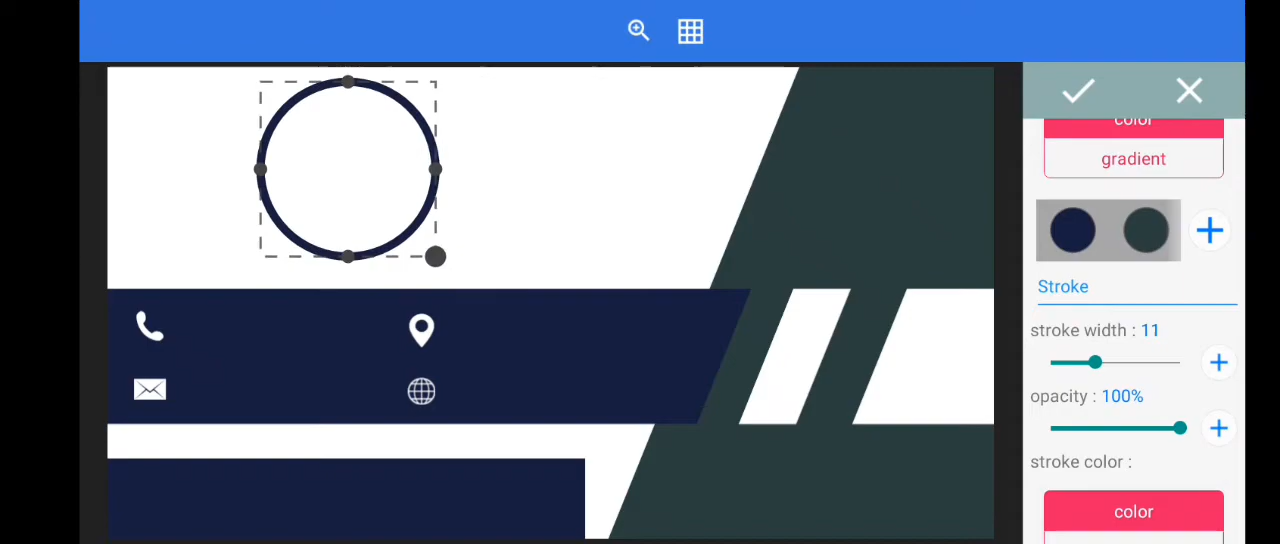 color
gradient
Stroke
stroke width : 11
opacity : 100%
stroke color :
color